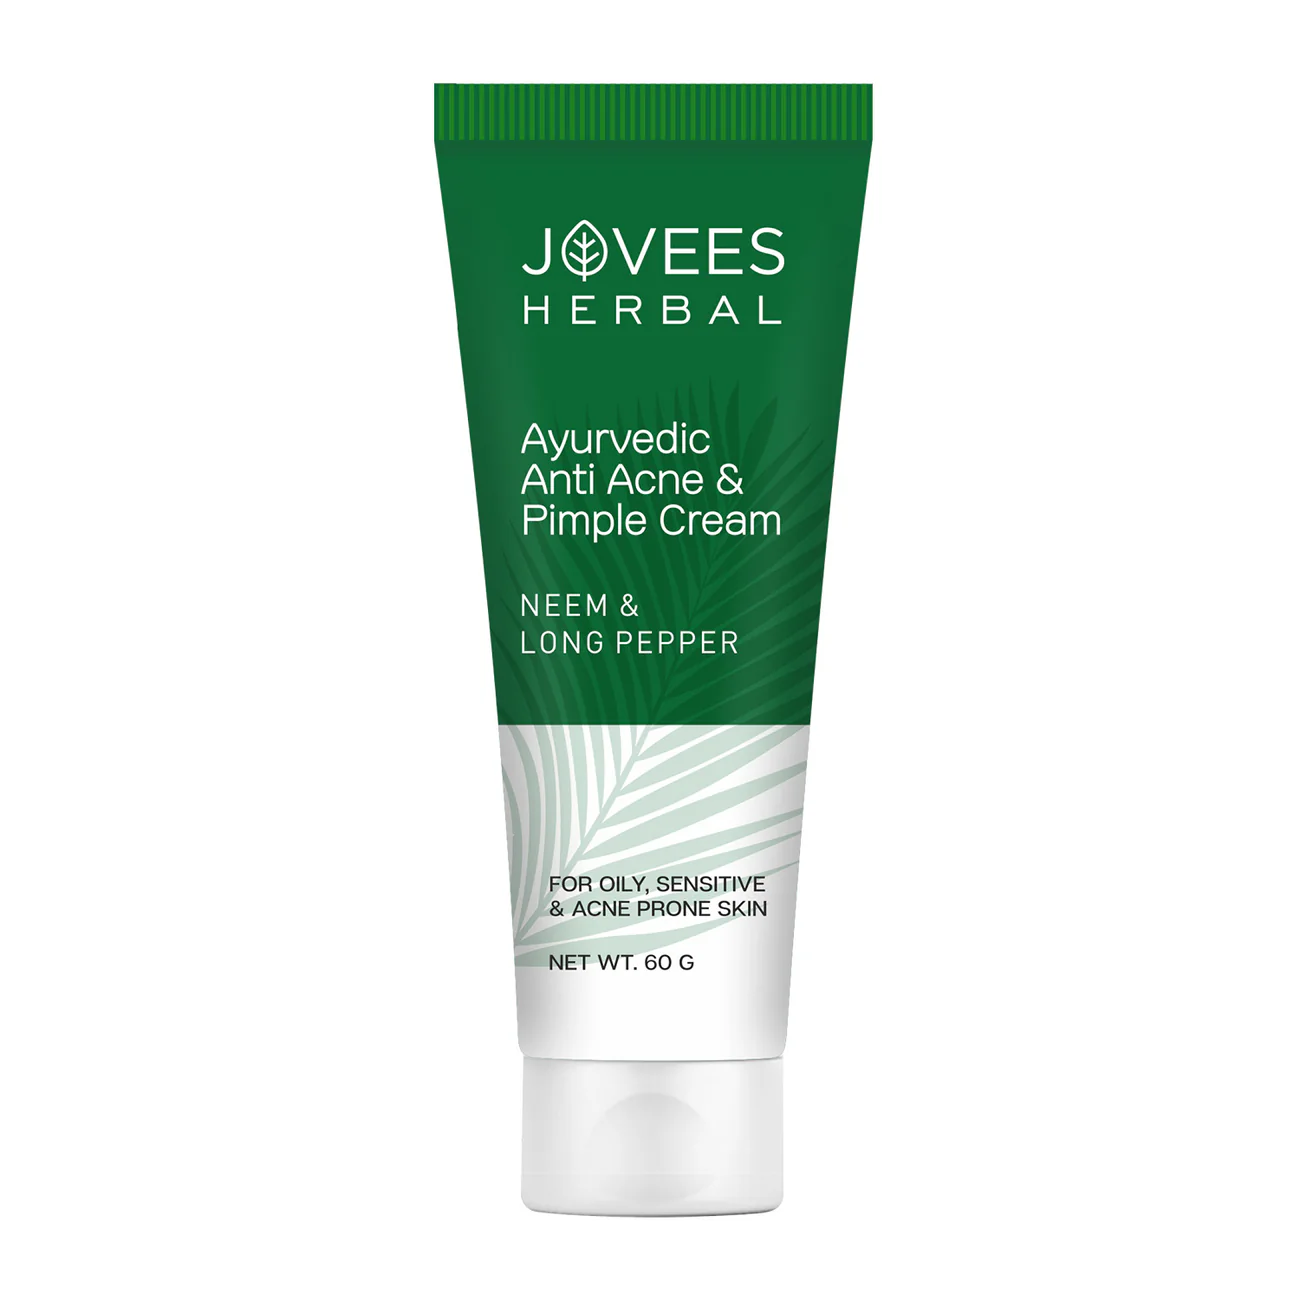 JOVEES
HERBAL
Ayurvedic
Anti Acne &
Pimple Cream
NEEM &
LONG PEPPER
FOR OILY, SENSITIVE
& ACNE PRONE SKIN
NET WT. 60 G